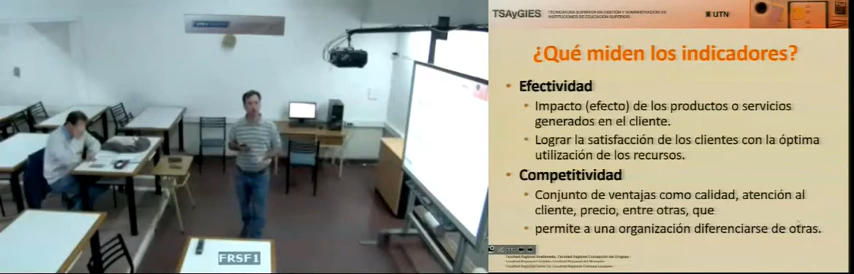 FRSF1
TSAyGIES
TECNICATURA SUPERIOR EN GESTIÓN Y ADMINISTRACIÓN EN
INSTITUCIONES DE EDUCACIÓN SUPERIOR
UTN
¿Qué miden los indicadores?
• Efectividad
• Impacto (efecto) de los productos o servicios
generados en el cliente.
• Lograr la satisfacción de los clientes con la óptima
utilización de los recursos.
• Competitividad
• Conjunto de ventajas como calidad, atención al
cliente, precio, entre otras, que
• permite a una organización diferenciarse de otras.